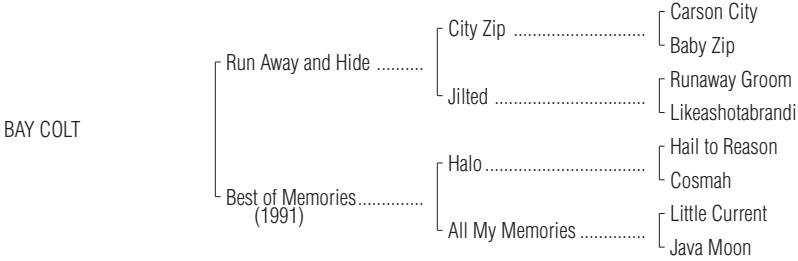 Carson City
City Zip ............................
Baby Zip
Run Away and Hide ..........
Runaway Groom
Jilted ................................
Likeashotabrandi
BAY COLT
Hail to Reason
Halo ..................................
Cosmah
Best of Memories ..............
(1991)
Little Current
All My Memories ..............
Java Moon